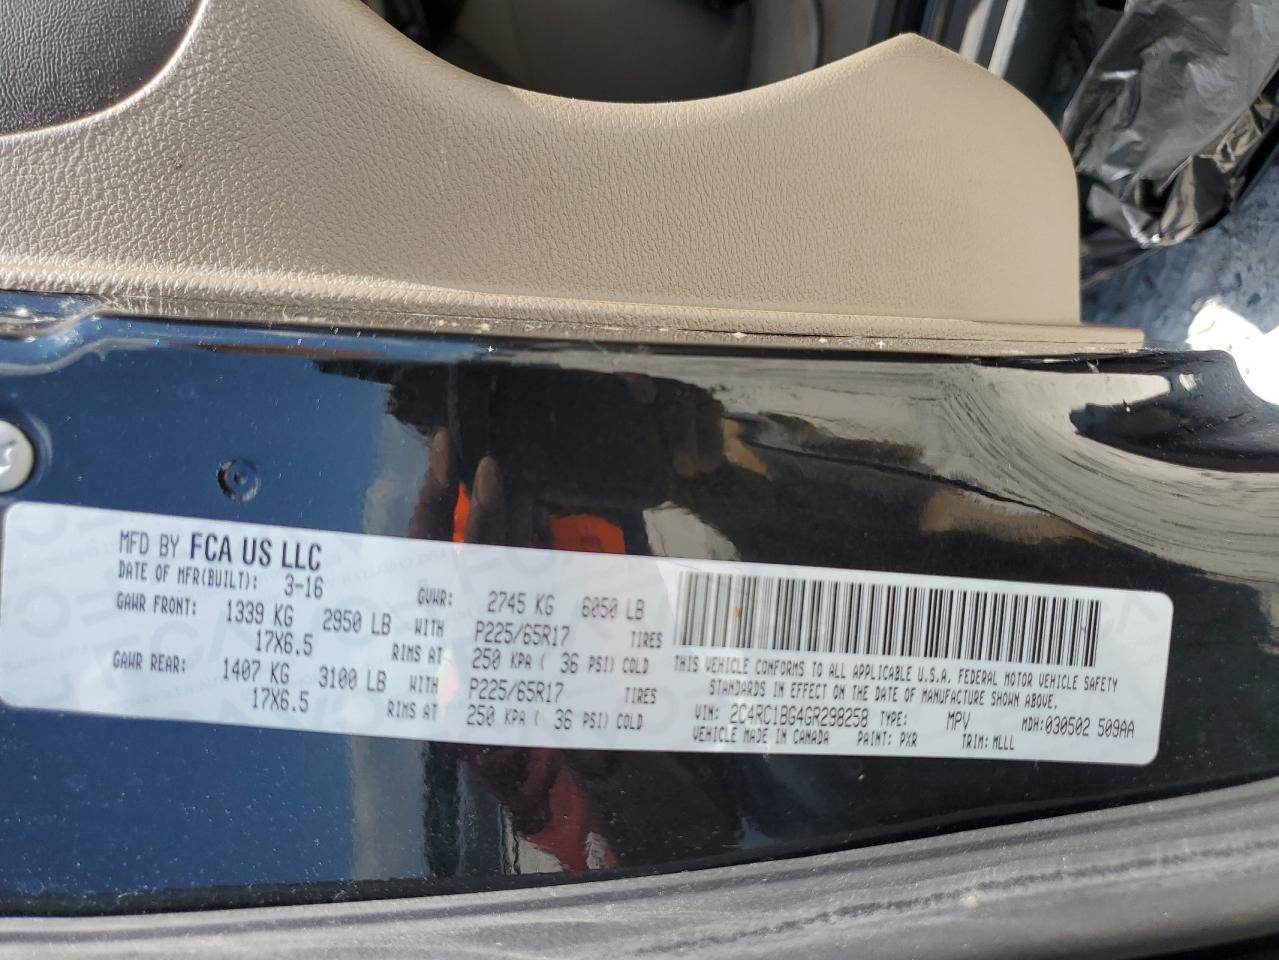 MFD BY FCA US LLC
DATE OF MFR(BUILT): 3-16 GVWR: 2745 KG 6050 LB
GAWR FRONT: 1339 KG 2950 LB WITH P225/65R17 TIRES
17X6.5 RIMS AT 250 KPA ( 36 PSI) COLD
GAWR REAR: 1407 KG 3100 LB WITH P225/65R17 TIRES
17X6.5 RIMS AT 250 KPA ( 36 PSI) COLD
THIS VEHICLE CONFORMS TO ALL APPLICABLE U.S.A. FEDERAL MOTOR VEHICLE SAFETY
STANDARDS IN EFFECT ON THE DATE OF MANUFACTURE SHOWN ABOVE.
VIN: 2C4RC1BG4GR298258 TYPE: MPV MDH:030502 509AA
VEHICLE MADE IN CANADA PAINT: PXR TRIM: MLLL